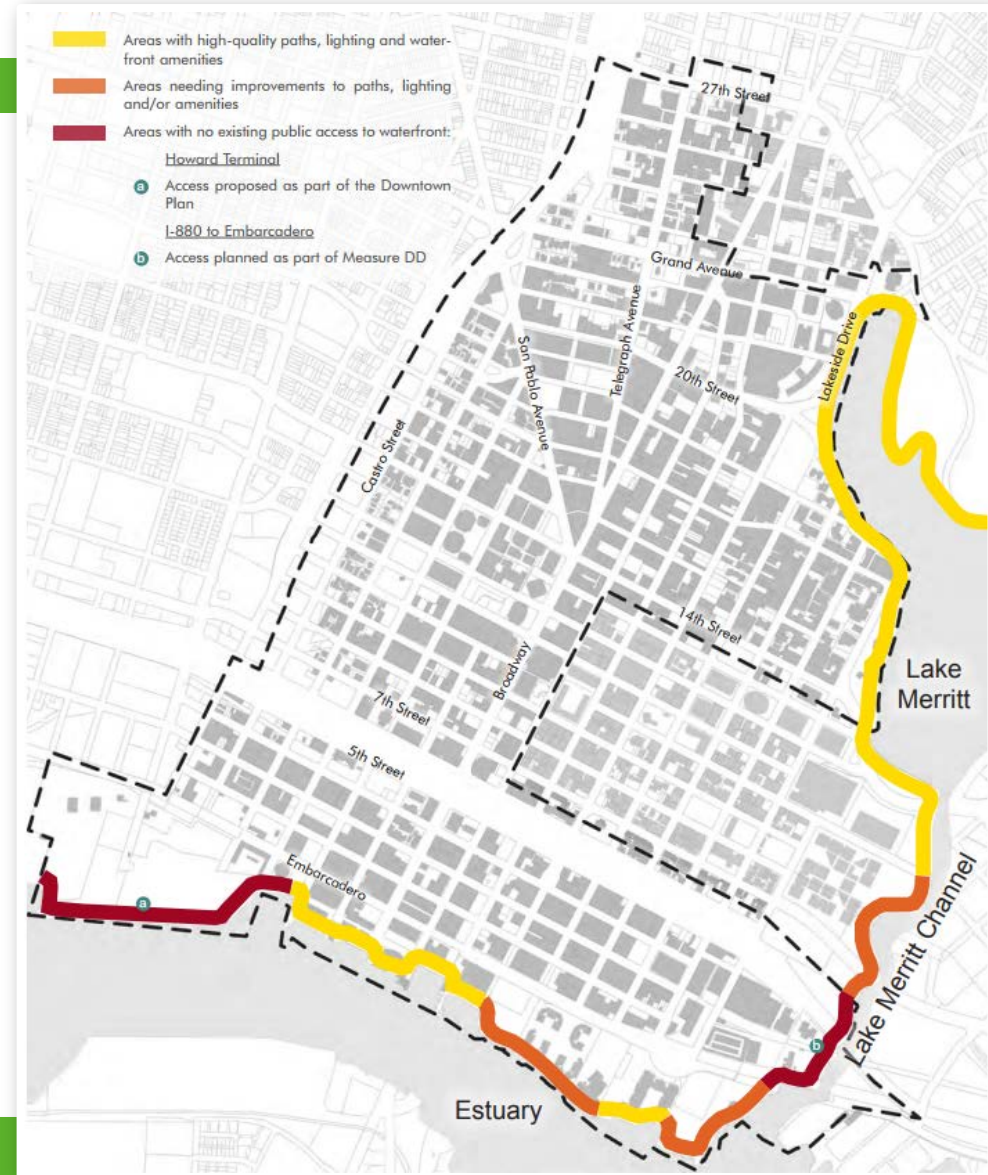 Areas with high-quality paths, lighting and water-
front amenities
Areas needing improvements to paths, lighting
and/or amenities
Areas with no existing public access to waterfront:
Howard Terminal
a Access proposed as part of the Downtown
Plan
I-880 to Embarcadero
b Access planned as part of Measure DD
27th Street
Grand Avenue
Lakeside Drive
Telegraph Avenue
San Pablo Avenue
20th Street
Castro Street
14th Street
Lake
Merritt
Broadway
7th Street
5th Street
Embarcadero
a
Lake Merritt Channel
b
Estuary